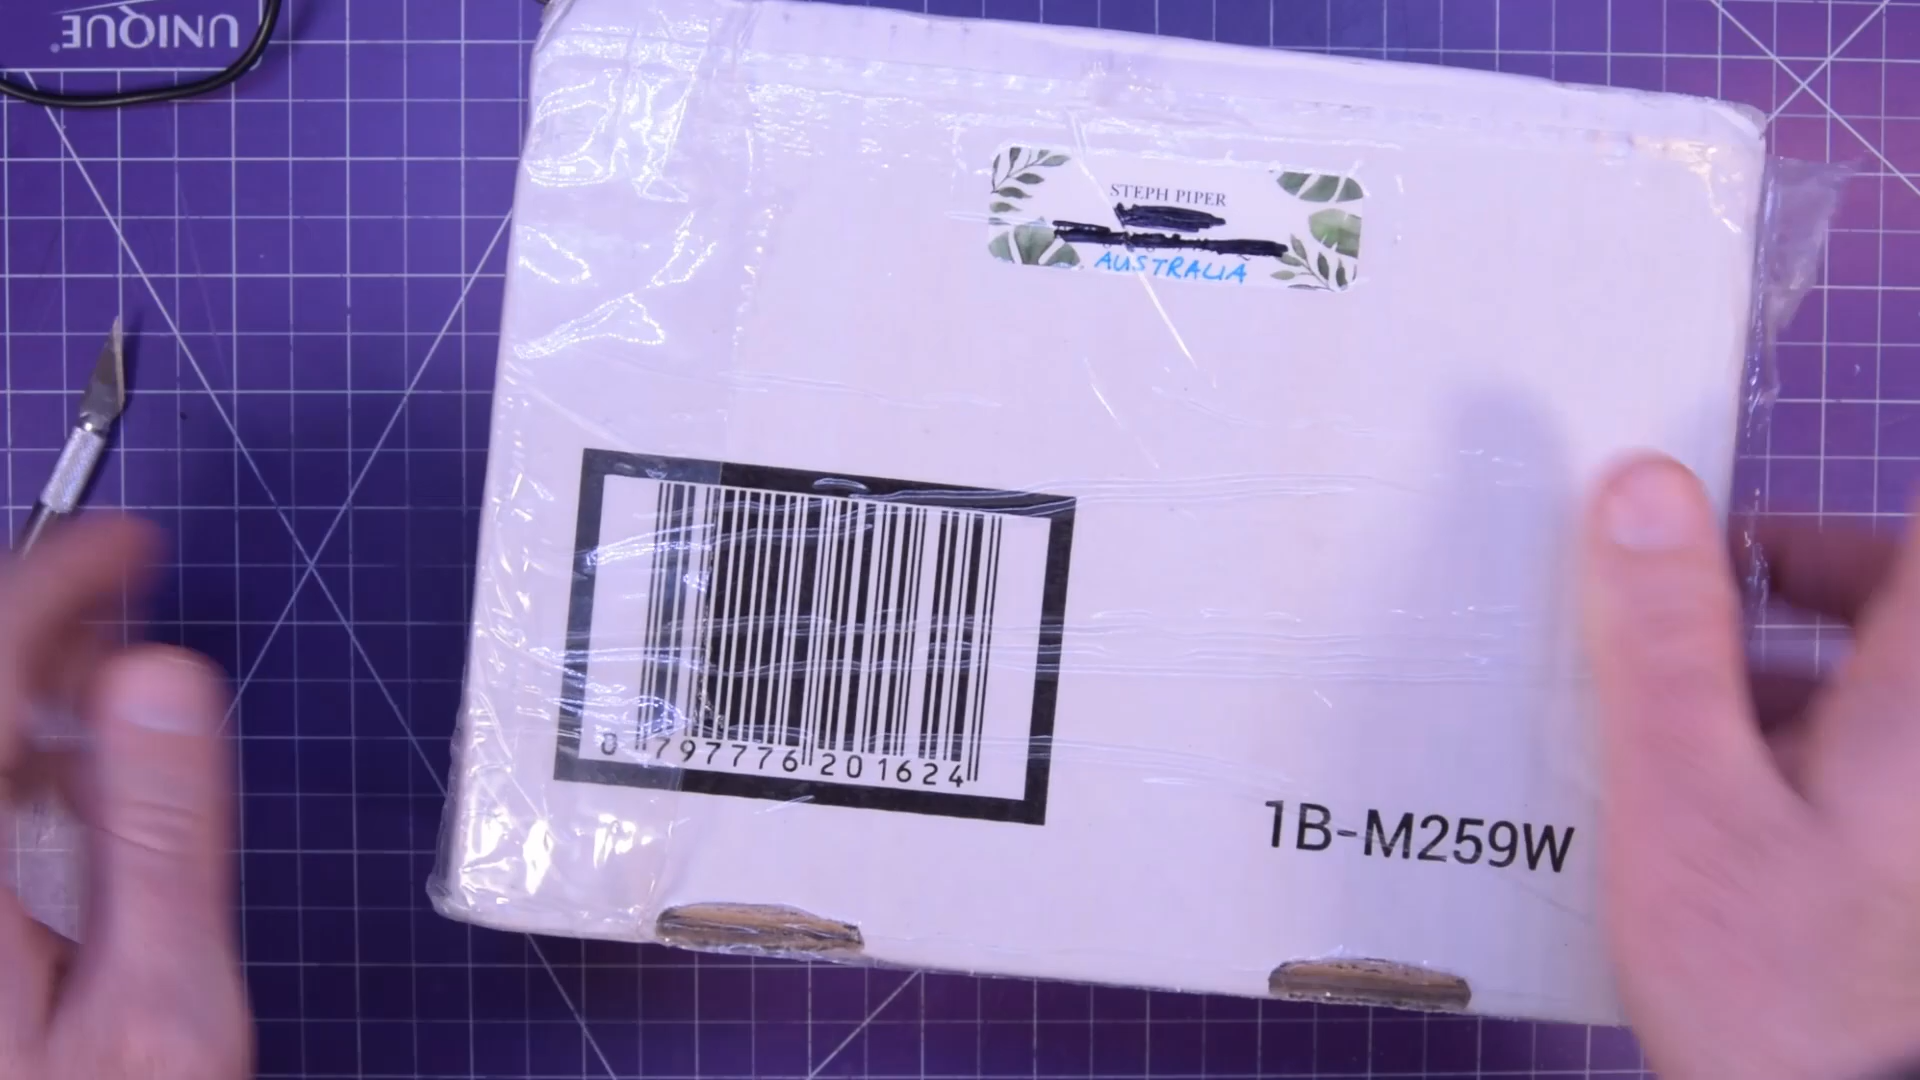 UNIQUE
STEPH PIPER
AUSTRALIA
0 797776 201624
1B-M259W